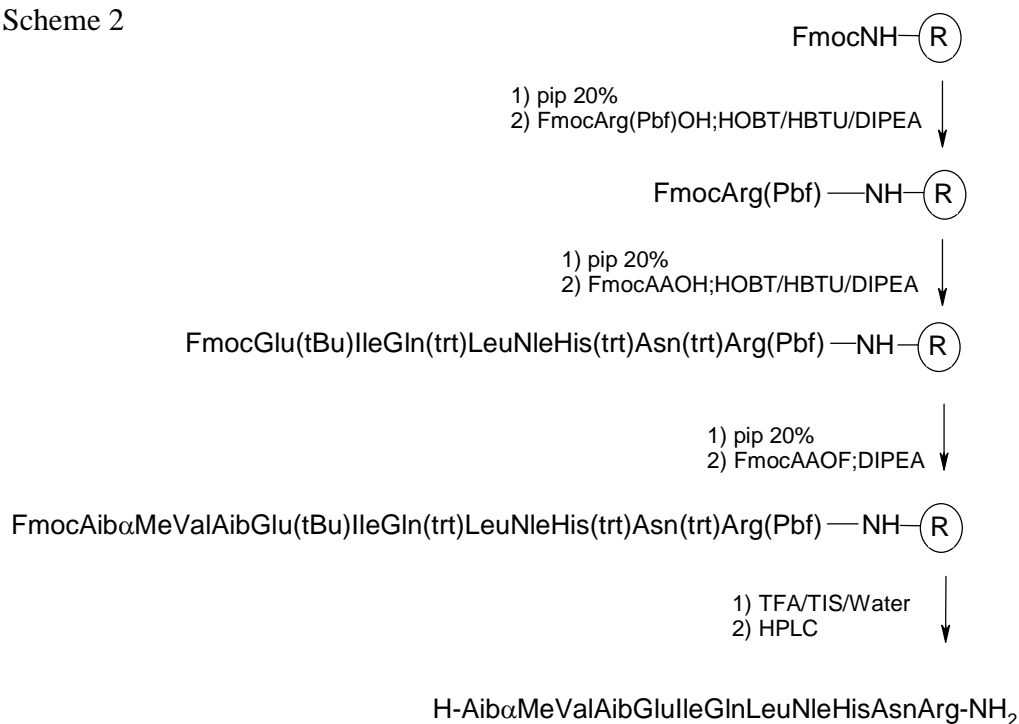 Scheme 2
FmocNH—R
1) pip 20%
2) FmocArg(Pbf)OH;HOBT/HBTU/DIPEA
FmocArg(Pbf)—NH—R
1) pip 20%
2) FmocAAOH;HOBT/HBTU/DIPEA
FmocGlu(tBu)IleGln(trt)LeuNleHis(trt)Asn(trt)Arg(Pbf)—NH—R
1) pip 20%
2) FmocAAOF;DIPEA
FmocAibαMeValAibGlu(tBu)IleGln(trt)LeuNleHis(trt)Asn(trt)Arg(Pbf)—NH—R
1) TFA/TIS/Water
2) HPLC
H-AibαMeValAibGluIleGlnLeuNleHisAsnArg-NH₂